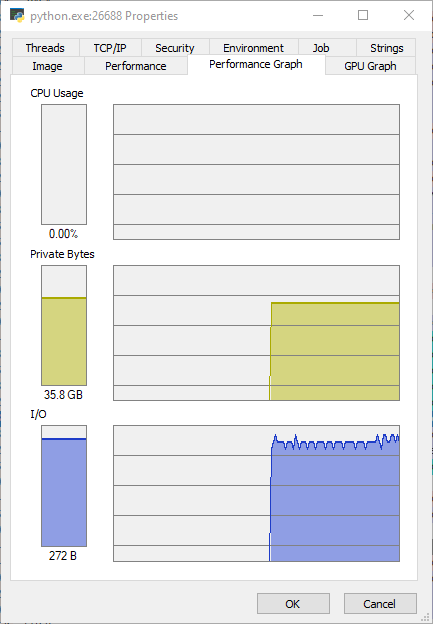 python.exe:26688 Properties
Threads TCP/IP Security Environment Job Strings
Image Performance Performance Graph GPU Graph
CPU Usage
0.00%
Private Bytes
35.8 GB
I/O
272 B
OK Cancel